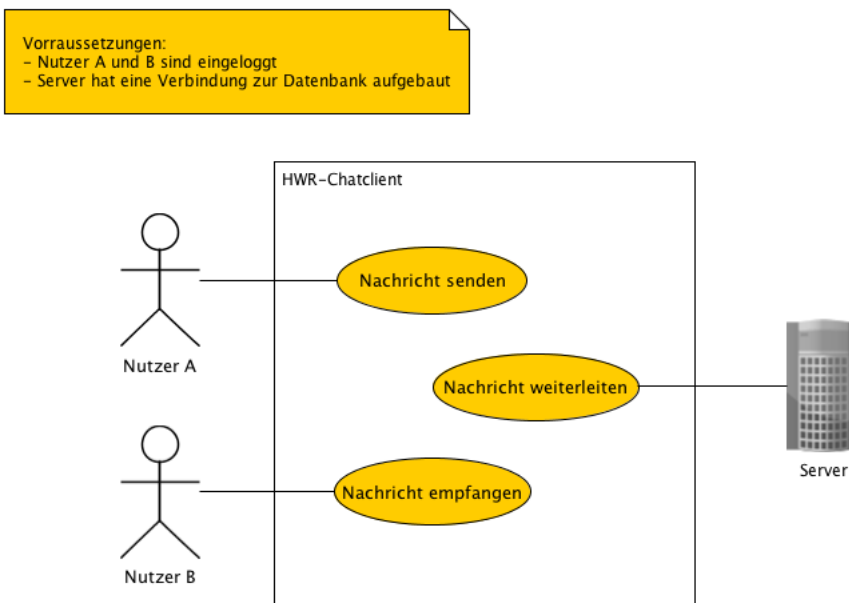 Vorraussetzungen:
– Nutzer A und B sind eingeloggt
– Server hat eine Verbindung zur Datenbank aufgebaut
HWR-Chatclient
Nachricht senden
Nutzer A
Nachricht weiterleiten
Server
Nachricht empfangen
Nutzer B